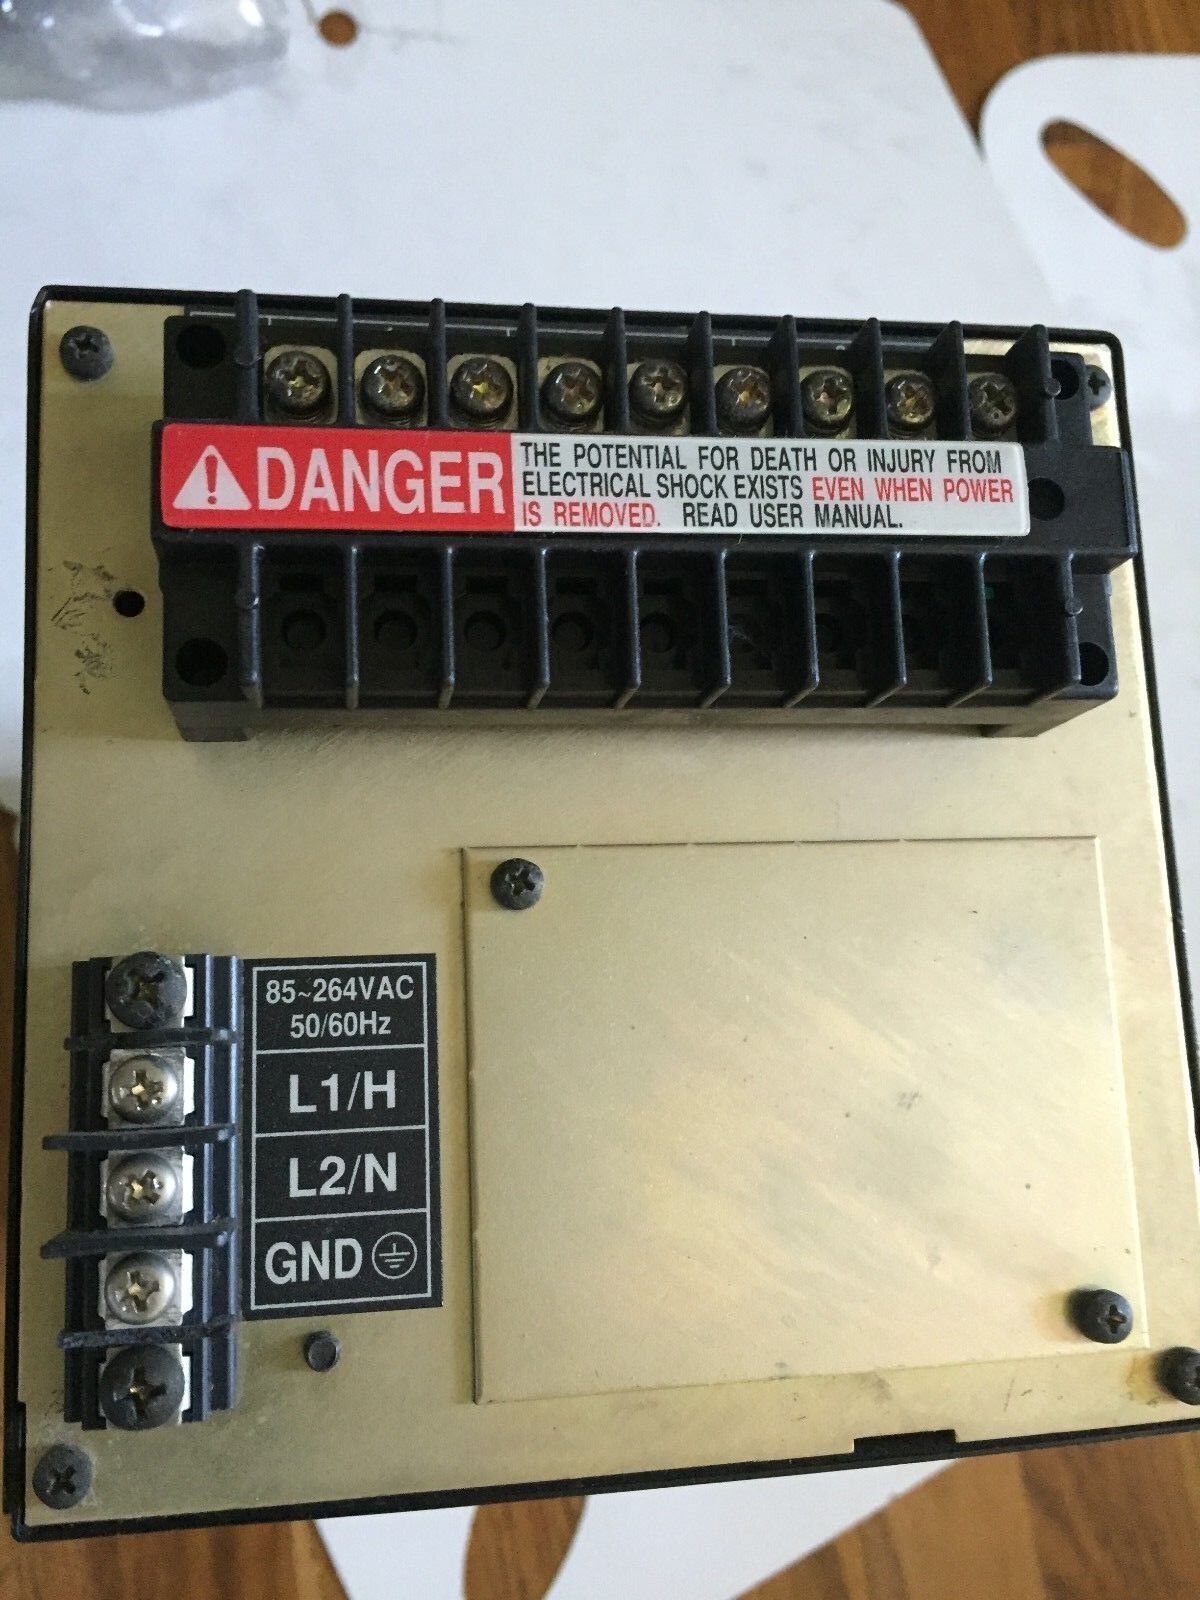 DANGER
THE POTENTIAL FOR DEATH OR INJURY FROM
ELECTRICAL SHOCK EXISTS EVEN WHEN POWER
IS REMOVED. READ USER MANUAL.
85~264VAC
50/60Hz
L1/H
L2/N
GND